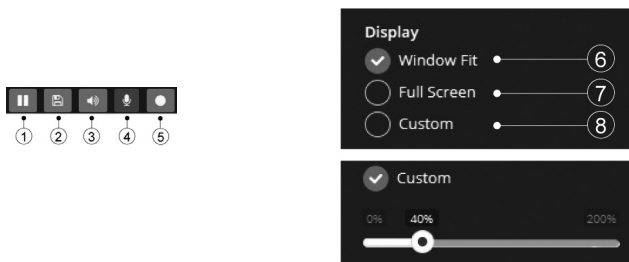 1 2 3 4 5
Display
Window Fit 6
Full Screen 7
Custom 8
Custom
0% 40% 200%